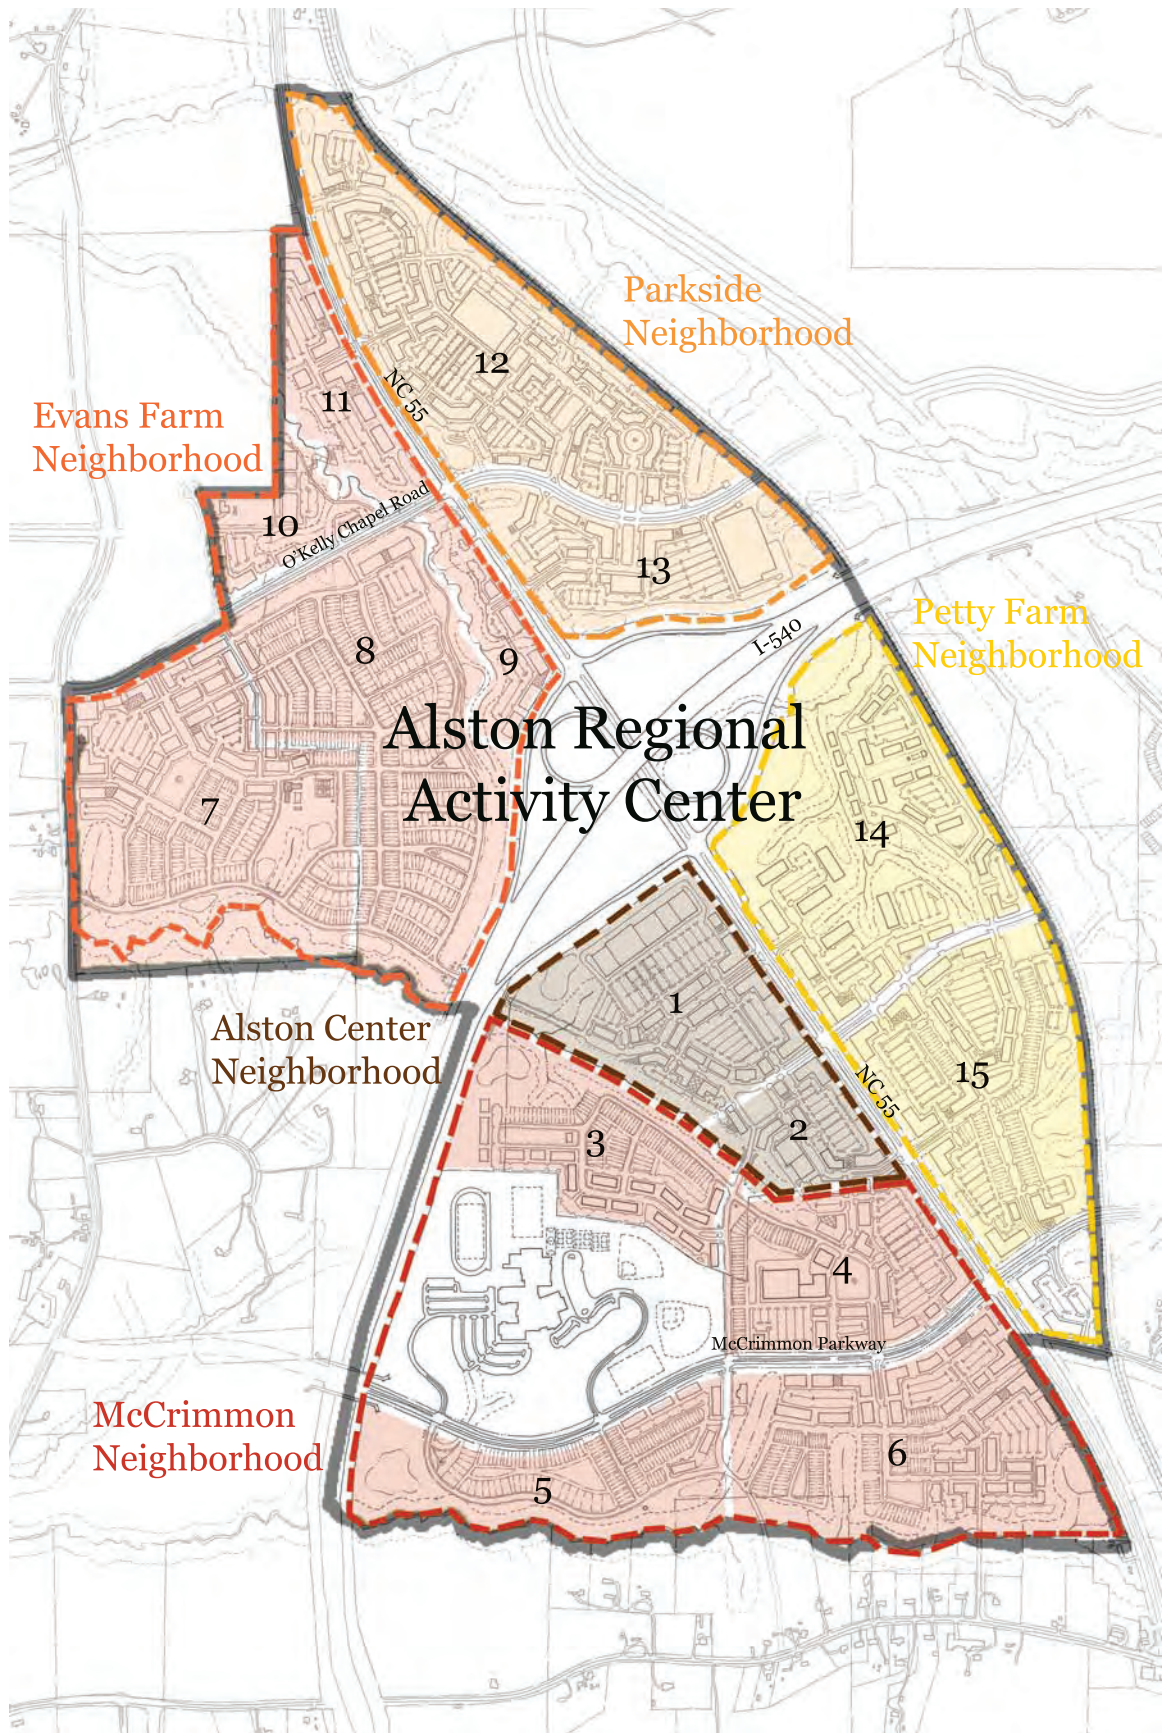 Parkside
Neighborhood
12
NC 55
11
Evans Farm
Neighborhood
10
O'Kelly Chapel Road
13
Petty Farm
Neighborhood
I-540
8
9
Alston Regional
Activity Center
7
14
1
Alston Center
Neighborhood
15
NC 55
2
3
4
McCrimmon Parkway
McCrimmon
Neighborhood
6
5